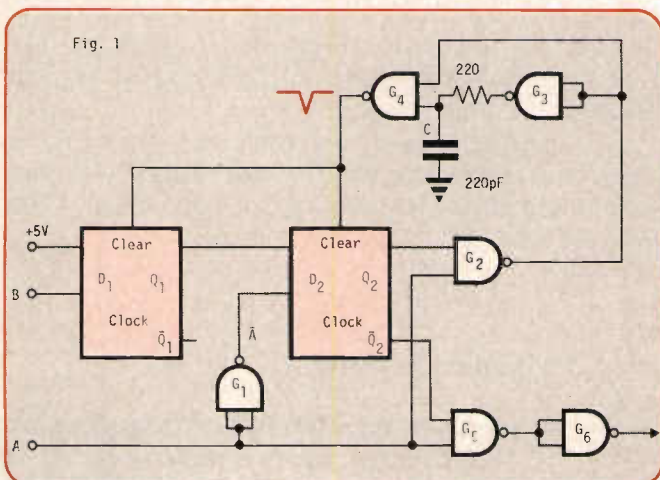 Fig. 1
220
G4
G3
C
220pF
+5V
B
Clear
D1 Q1
Clock
Q̄1
Clear
D2 Q2
Clock
Q̄2
G2
Ā
G1
G6
A